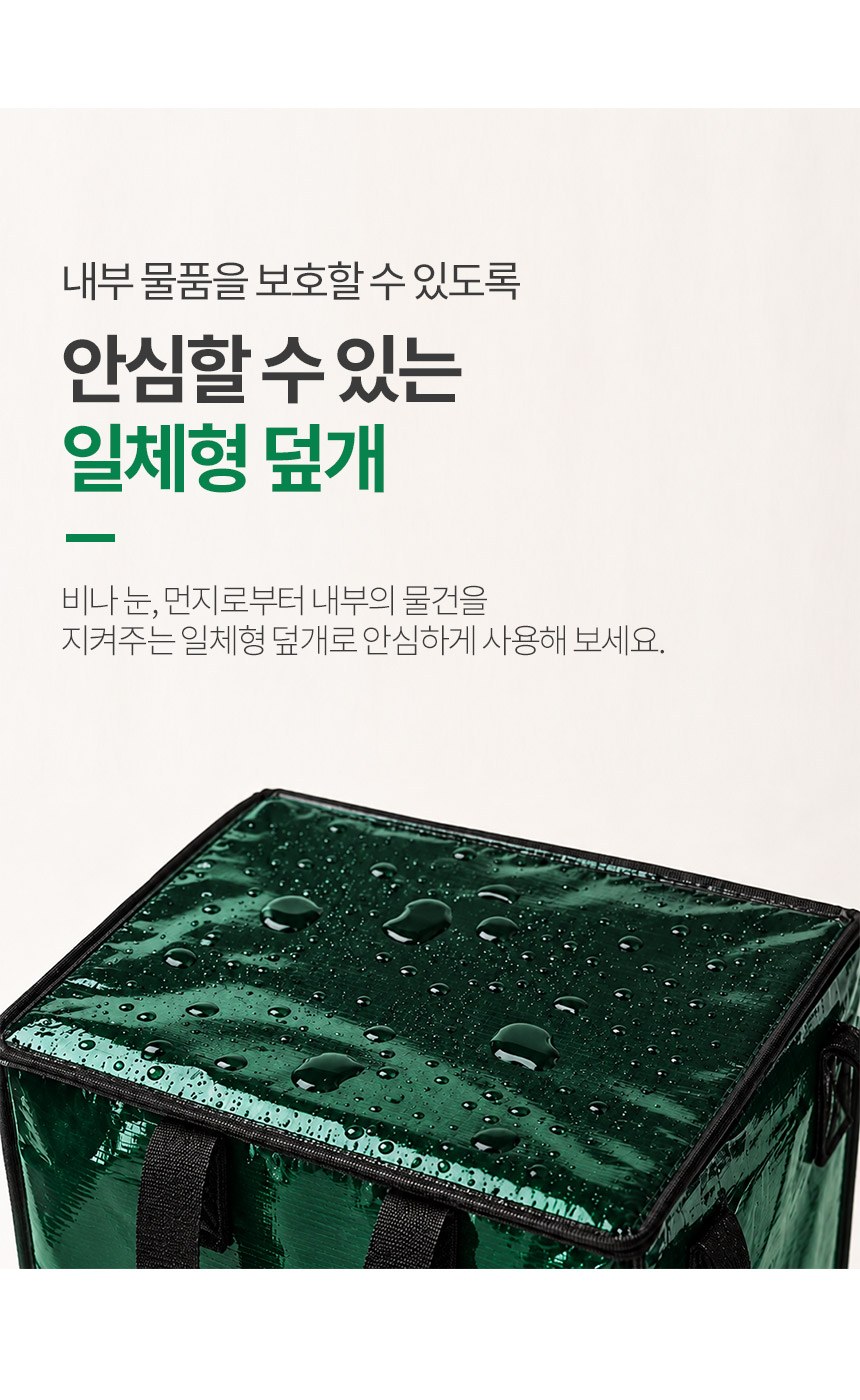 내부 물품을 보호할 수 있도록
안심할 수 있는
일체형 덮개
비나 눈, 먼지로부터 내부의 물건을
지켜주는 일체형 덮개로 안심하게 사용해 보세요.